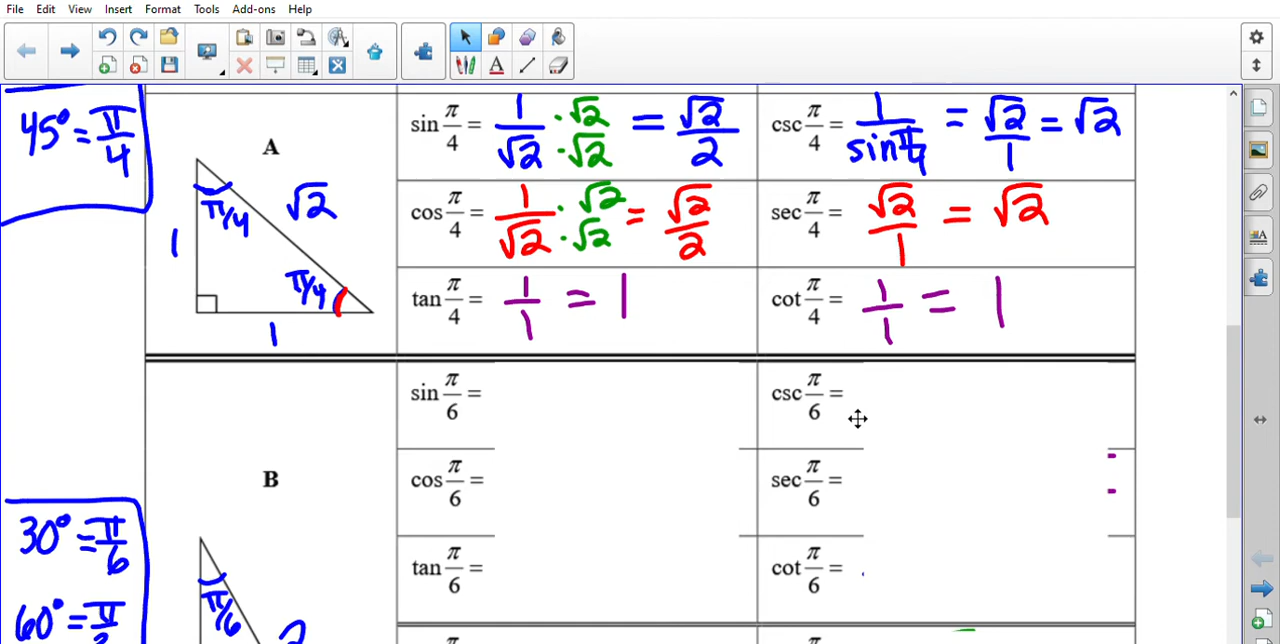 File Edit View Insert Format Tools Add-ons Help
45° = π/4
A
π/4
√2
1
π/4
1
sin π/4 = 1/√2 · √2/√2 = √2/2
csc π/4 = 1/sin π/4 = √2/1 = √2
cos π/4 = 1/√2 · √2/√2 = √2/2
sec π/4 = √2/1 = √2
tan π/4 = 1/1 = 1
cot π/4 = 1/1 = 1
B
30° = π/6
60° = π
π/6
2
sin π/6 =
csc π/6 =
cos π/6 =
sec π/6 =
tan π/6 =
cot π/6 =